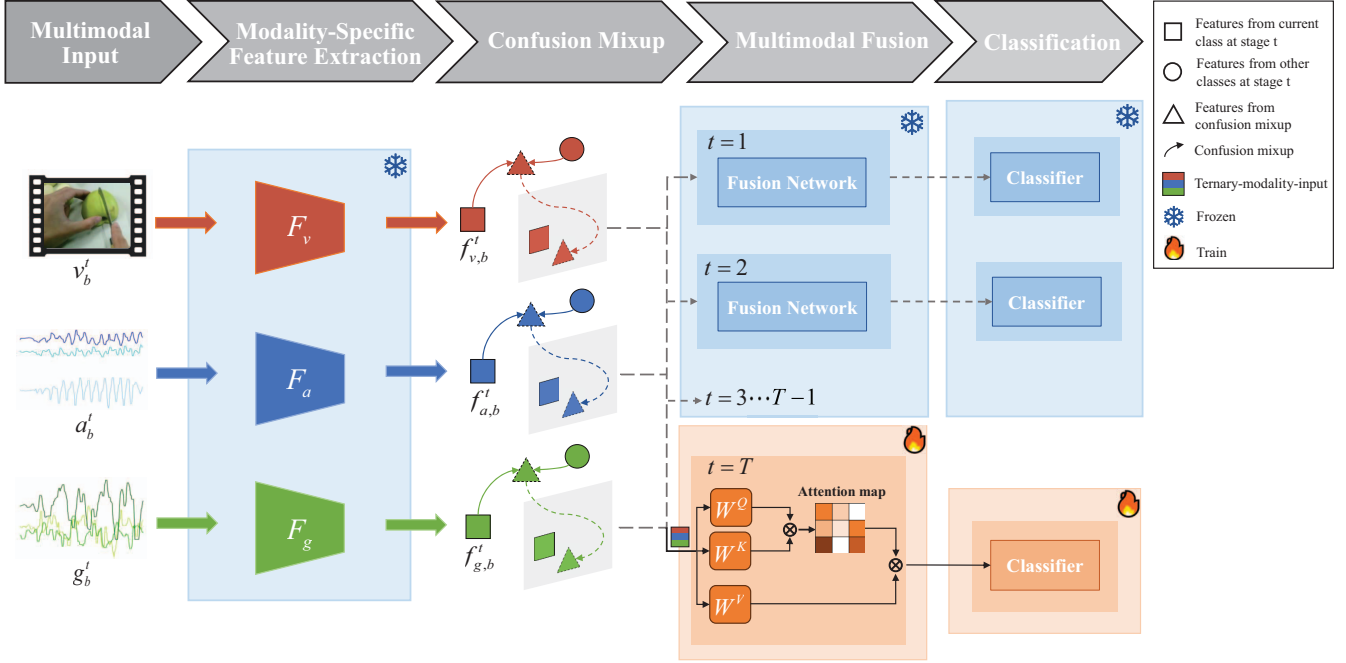 Multimodal
Input
Modality-Specific
Feature Extraction
Confusion Mixup
Multimodal Fusion
Classification
Features from current
class at stage t
Features from other
classes at stage t
Features from
confusion mixup
Confusion mixup
Ternary-modality-input
Frozen
Train
v_b^t
F_v
f_{v,b}^t
t = 1
Fusion Network
Classifier
t = 2
Fusion Network
Classifier
a_b^t
F_a
f_{a,b}^t
t = 3⋯T − 1
g_b^t
F_g
f_{g,b}^t
t = T
Attention map
W^Q
W^K
W^V
Classifier